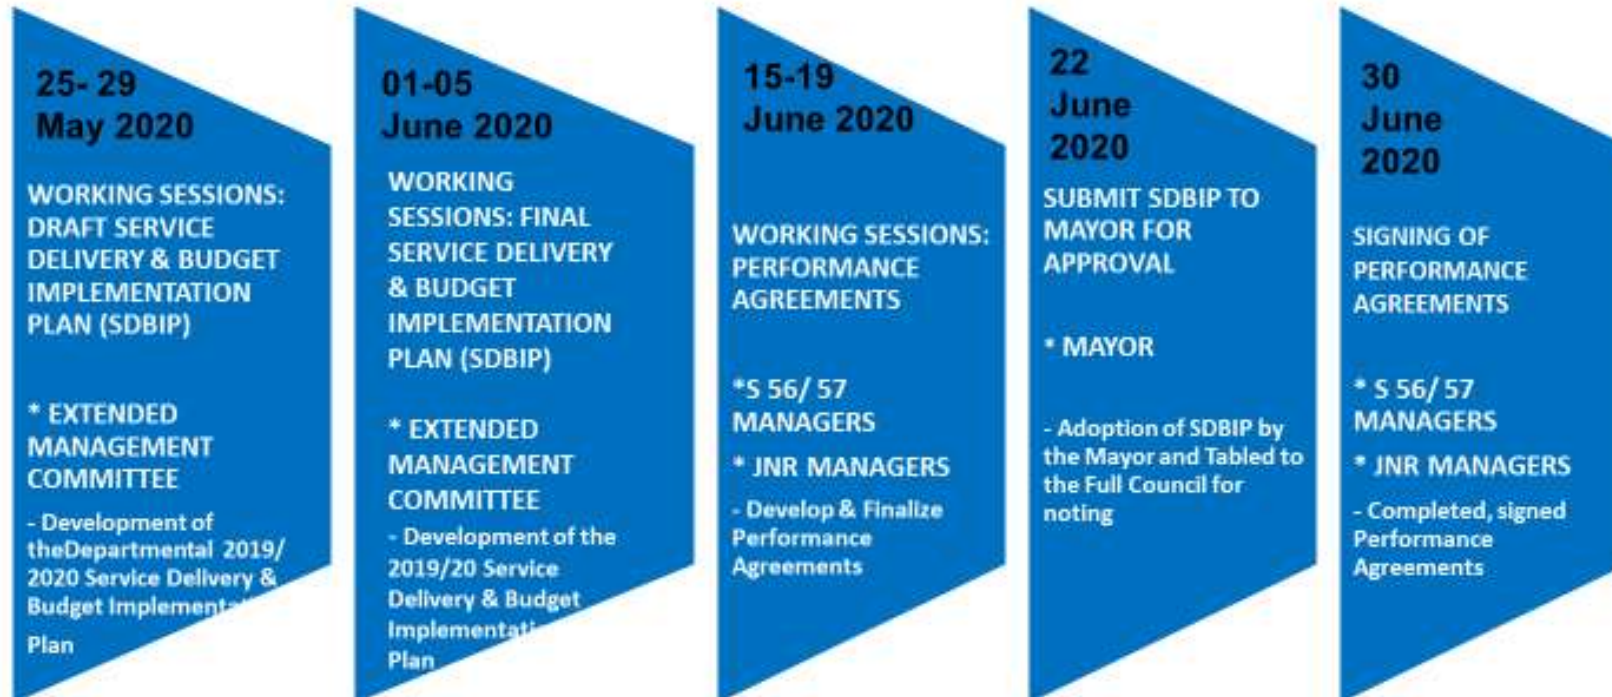 25- 29
May 2020
WORKING SESSIONS:
DRAFT SERVICE
DELIVERY & BUDGET
IMPLEMENTATION
PLAN (SDBIP)
* EXTENDED
MANAGEMENT
COMMITTEE
- Development of
theDepartmental 2019/
2020 Service Delivery &
Budget
Plan
01-05
June 2020
WORKING
SESSIONS: FINAL
SERVICE DELIVERY
& BUDGET
IMPLEMENTATION
PLAN (SDBIP)
* EXTENDED
MANAGEMENT
COMMITTEE
- Development of the
2019/20 Service
Delivery & Budget
Plan
15-19
June 2020
WORKING SESSIONS:
PERFORMANCE
AGREEMENTS
*S 56/ 57
MANAGERS
* JNR MANAGERS
- Develop & Finalize
Performance
Agreements
22
June
2020
SUBMIT SDBIP TO
MAYOR FOR
APPROVAL
* MAYOR
- Adoption of SDBIP by
the Mayor and Tabled to
the Full Council for
noting
30
June
2020
SIGNING OF
PERFORMANCE
AGREEMENTS
* S 56/ 57
MANAGERS
* JNR MANAGERS
- Completed, signed
Performance
Agreements